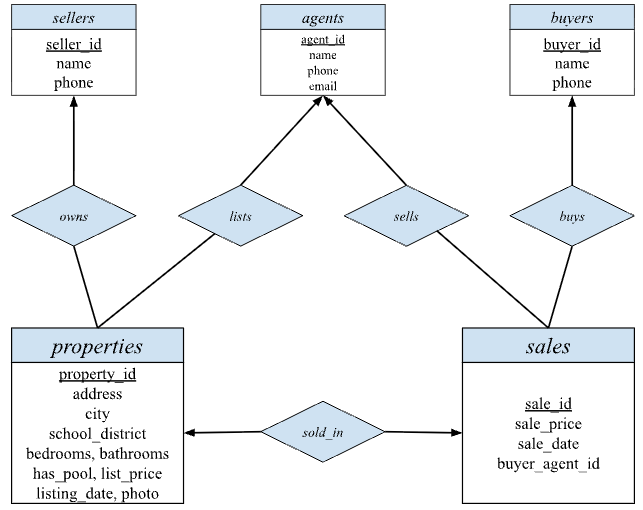 sellers
seller_id
name
phone
agents
agent_id
name
phone
email
buyers
buyer_id
name
phone
owns
lists
sells
buys
properties
property_id
address
city
school_district
bedrooms, bathrooms
has_pool, list_price
listing_date, photo
sold_in
sales
sale_id
sale_price
sale_date
buyer_agent_id